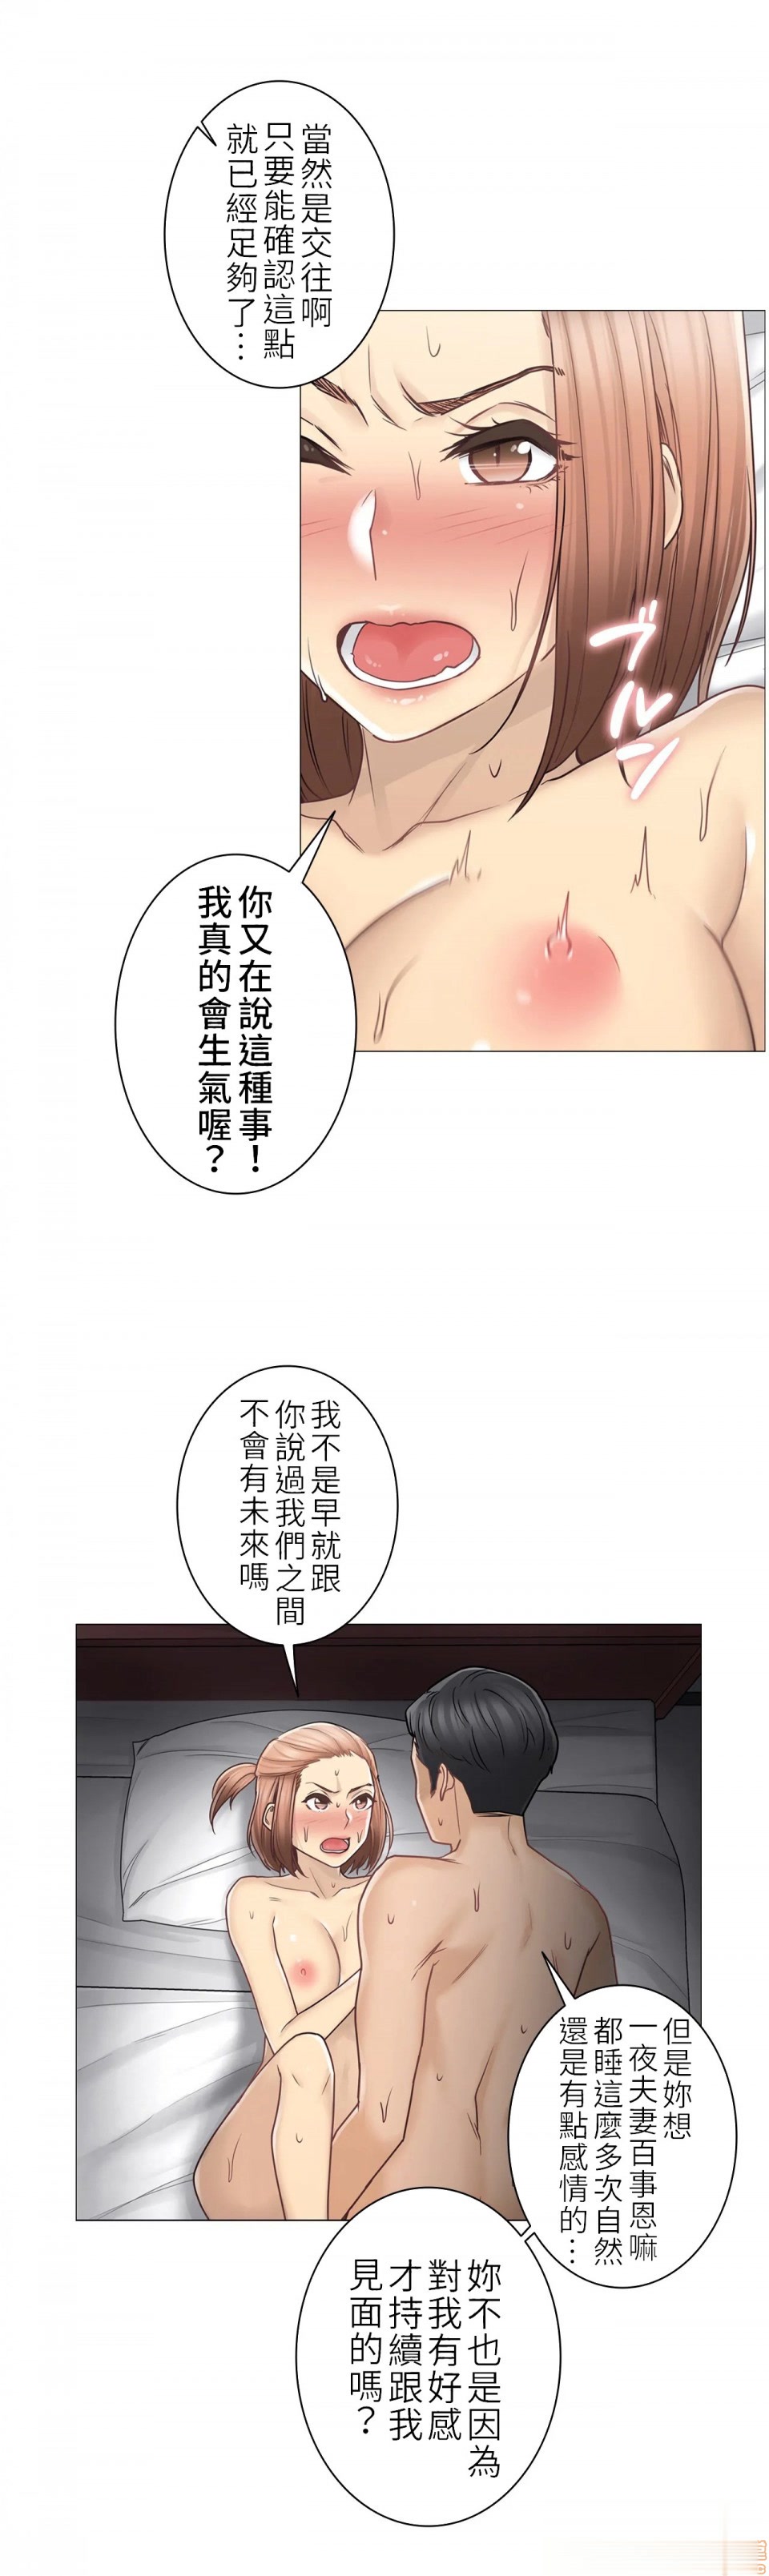 當然是交往啊
只要能確認這點
就已經足夠了⋯
ブルン
你又在說這種事！
我真的會生氣喔？
我不是早就跟
你說過我們之間
不會有未來嗎
但是妳想
一夜夫妻百事恩嘛
都睡這麼多次自然
還是有點感情的⋯
妳不也是因為
對我有好感
才持續跟我
見面的嗎？